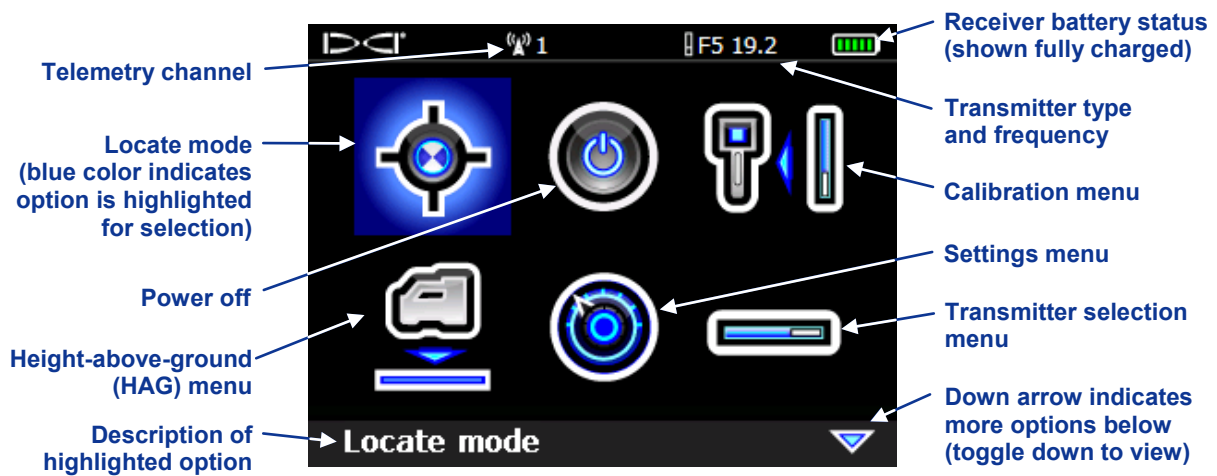 DCI
1
F5 19.2
Telemetry channel
Locate mode
(blue color indicates
option is highlighted
for selection)
Power off
Height-above-ground
(HAG) menu
Description of
highlighted option
Receiver battery status
(shown fully charged)
Transmitter type
and frequency
Calibration menu
Settings menu
Transmitter selection
menu
Down arrow indicates
more options below
(toggle down to view)
Locate mode